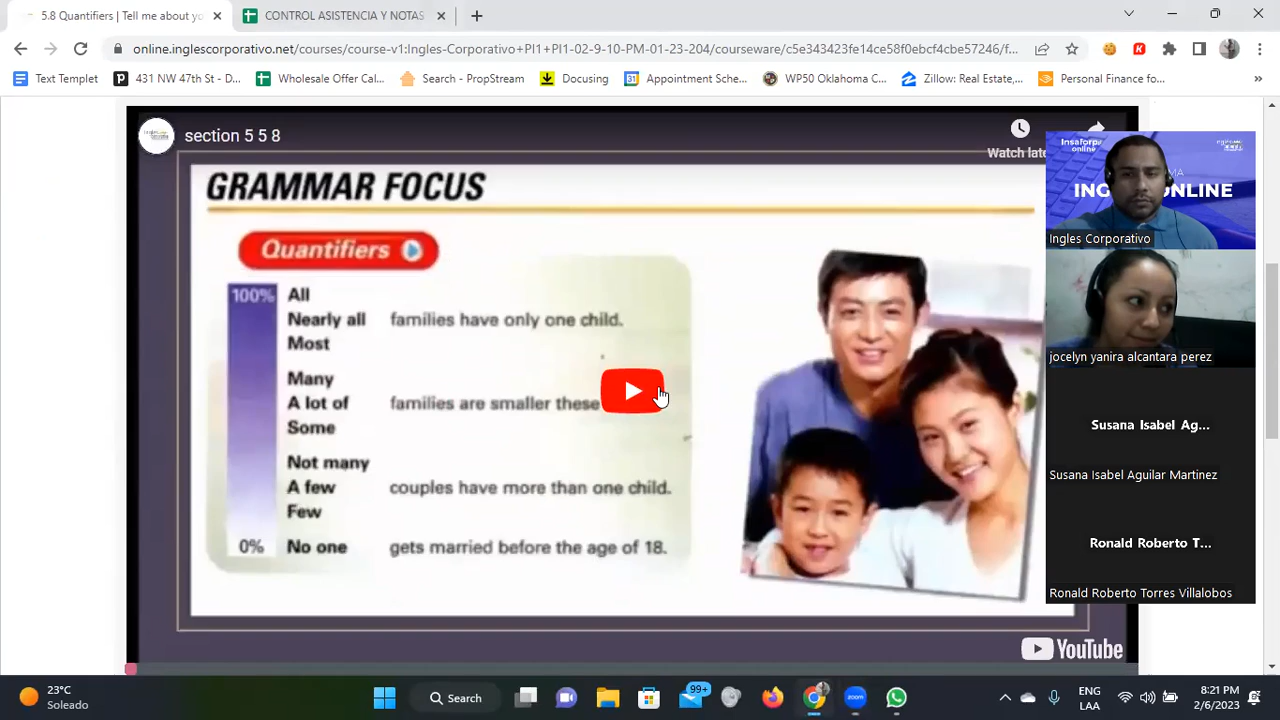 5.8 Quantifiers | Tell me about yo
CONTROL ASISTENCIA Y NOTAS
online.inglescorporativo.net/courses/course-v1:Ingles-Corporativo+PI1+PI1-02-9-10-PM-01-23-204/courseware/c5e343423fe14ce58f0ebcf4cbe57246/f...
Text Templet
431 NW 47th St - D...
Wholesale Offer Cal...
Search - PropStream
Docusing
Appointment Sche...
WP50 Oklahoma C...
Zillow: Real Estate,...
Personal Finance fo...
»
section 5 5 8
Watch late
GRAMMAR FOCUS
Quantifiers
100%
All
Nearly all families have only one child.
Most
Many
A lot of families are smaller these
Some
Not many
A few couples have more than one child.
Few
0% No one gets married before the age of 18.
YouTube
Insaforp
online
INGL ONLINE
Ingles Corporativo
jocelyn yanira alcantara perez
Susana Isabel Ag...
Susana Isabel Aguilar Martinez
Ronald Roberto T...
Ronald Roberto Torres Villalobos
23°C
Soleado
Search
99+
zoom
ENG
LAA
8:21 PM
2/6/2023